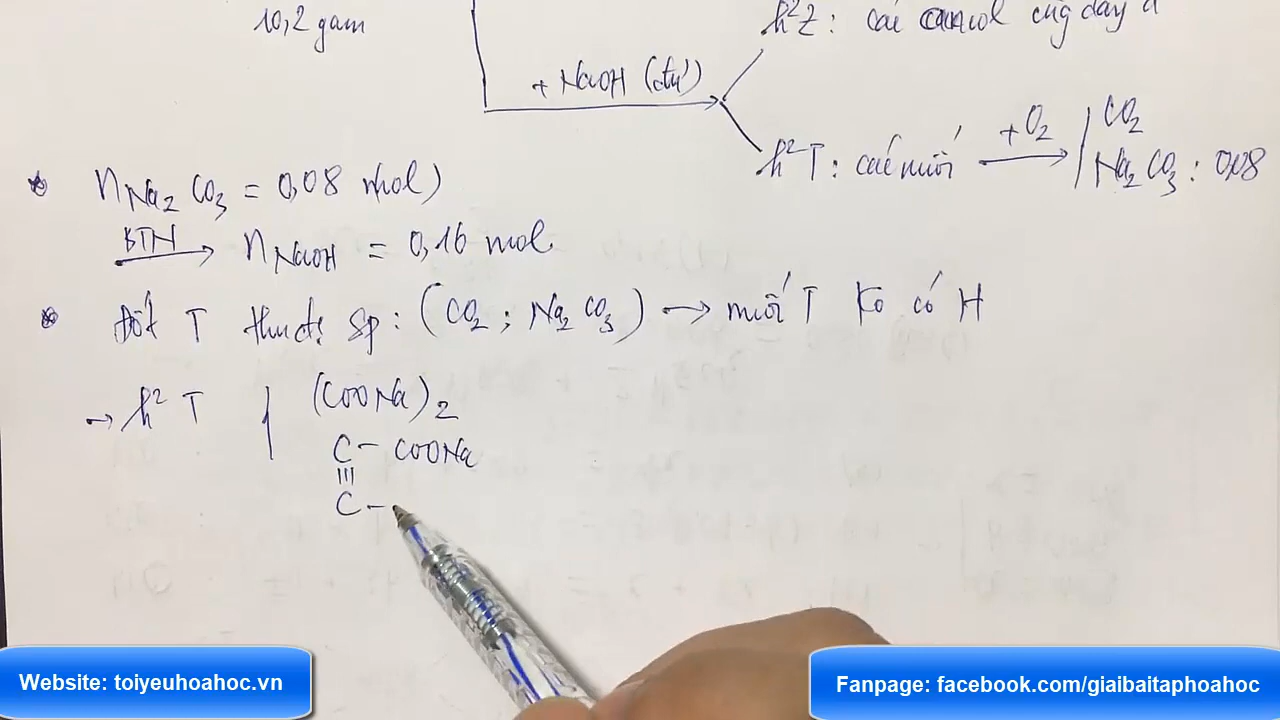 10,2 gam
h² Z: các ancol cùng dãy đ
+ NaOH (đủ)
h² T: các muối + O₂ CO₂
Na₂CO₃: 0,08
* nNa₂CO₃ = 0,08 mol)
BTNa nNaOH = 0,16 mol
* Đốt T thu đc sp: (CO₂; Na₂CO₃) → muối T ko có H
→ h² T (COONa)₂
C - COONa
≡
C -
Website: toiyeuhoahoc.vn
Fanpage: facebook.com/giaibaitaphoahoc